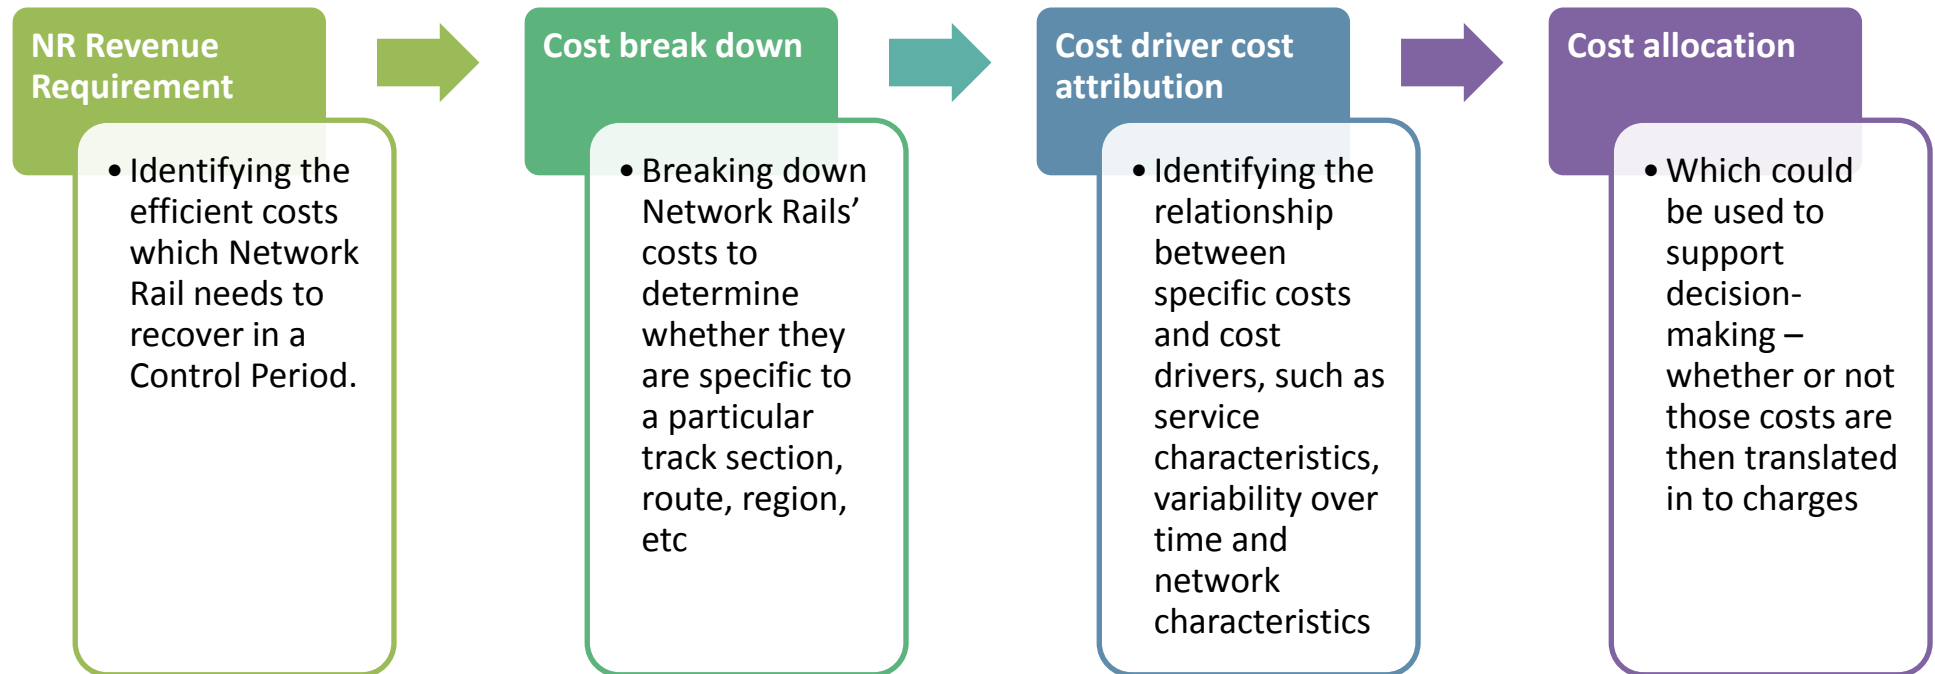 NR Revenue
Requirement
• Identifying the
efficient costs
which Network
Rail needs to
recover in a
Control Period.
Cost break down
• Breaking down
Network Rails’
costs to
determine
whether they
are specific to
a particular
track section,
route, region,
etc
Cost driver cost
attribution
• Identifying the
relationship
between
specific costs
and cost
drivers, such as
service
characteristics,
variability over
time and
network
characteristics
Cost allocation
• Which could
be used to
support
decision-
making –
whether or not
those costs are
then translated
in to charges